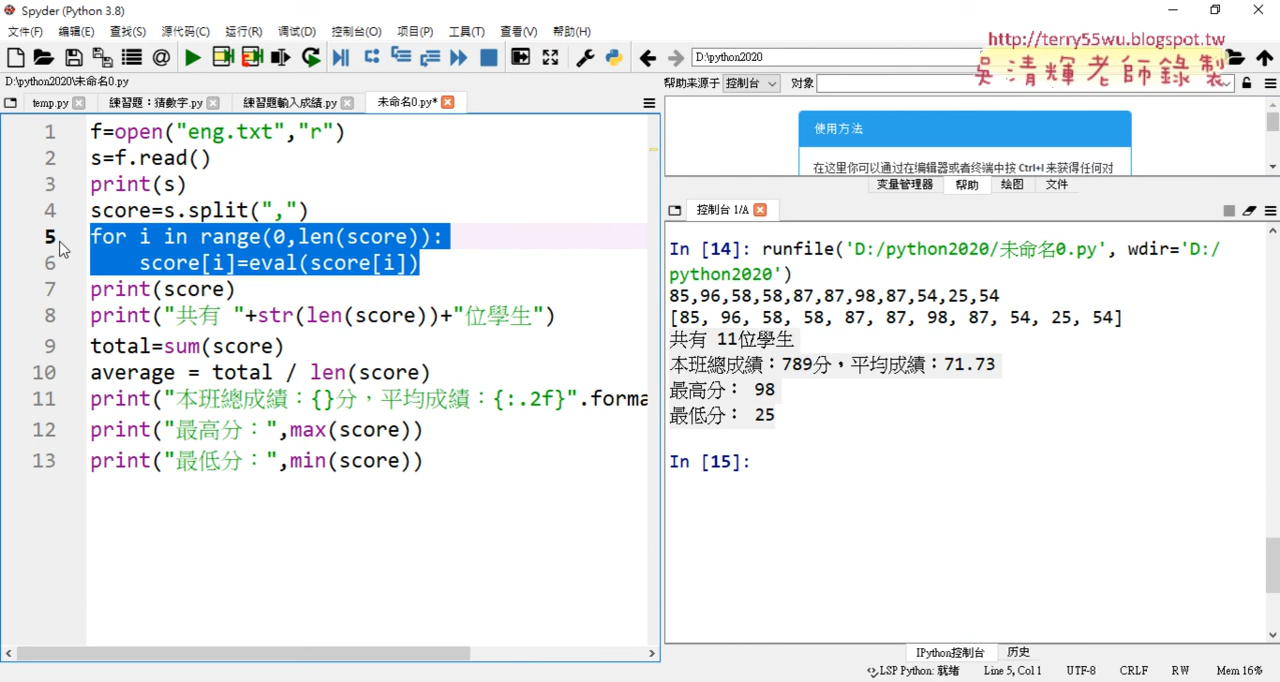 Spyder (Python 3.8)
文件(F) 编辑(E) 查找(S) 源代码(C) 运行(R) 调试(D) 控制台(O) 项目(P) 工具(T) 查看(V) 帮助(H)
D:\python2020
http://terry55wu.blogspot.tw
吳清輝老師錄製
D:\python2020\未命名0.py
temp.py 練習題：猜數字.py 練習題輸入成績.py 未命名0.py*
1 f=open("eng.txt","r")
2 s=f.read()
3 print(s)
4 score=s.split(",")
5 for i in range(0,len(score)):
6 score[i]=eval(score[i])
7 print(score)
8 print("共有 "+str(len(score))+"位學生")
9 total=sum(score)
10 average = total / len(score)
11 print("本班總成績：{}分，平均成績：{:.2f}".forma
12 print("最高分：",max(score))
13 print("最低分：",min(score))
帮助来源于 控制台 对象
使用方法
在这里你可以通过在编辑器或者终端中按 Ctrl+I 来获得任何对
变量管理器 帮助 绘图 文件
控制台 1/A
In [14]: runfile('D:/python2020/未命名0.py', wdir='D:/
python2020')
85,96,58,58,87,87,98,87,54,25,54
[85, 96, 58, 58, 87, 87, 98, 87, 54, 25, 54]
共有 11位學生
本班總成績：789分，平均成績：71.73
最高分： 98
最低分： 25
In [15]:
IPython控制台 历史
LSP Python: 就绪 Line 5, Col 1 UTF-8 CRLF RW Mem 16%